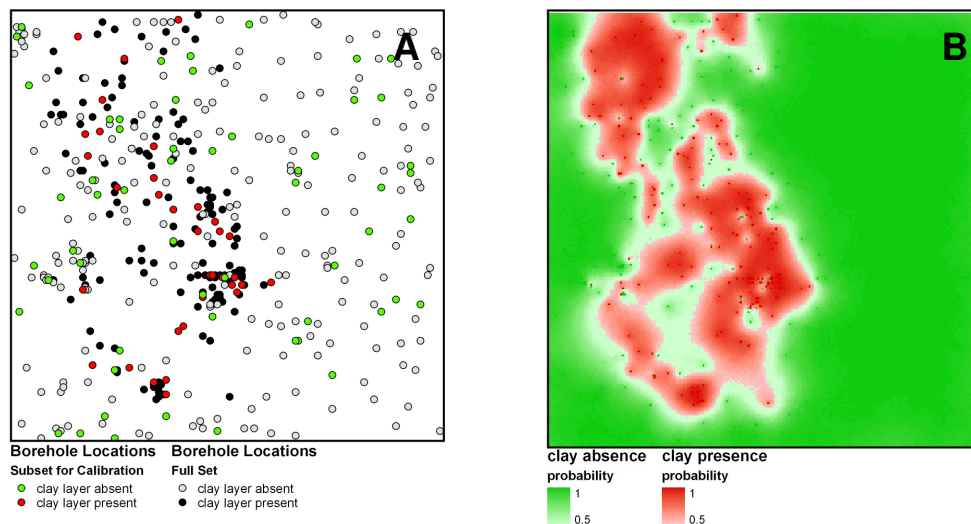 A
Borehole Locations Borehole Locations
Subset for Calibration Full Set
clay layer absent clay layer absent
clay layer present clay layer present
B
clay absence clay presence
probability probability
1 1
0.5 0.5